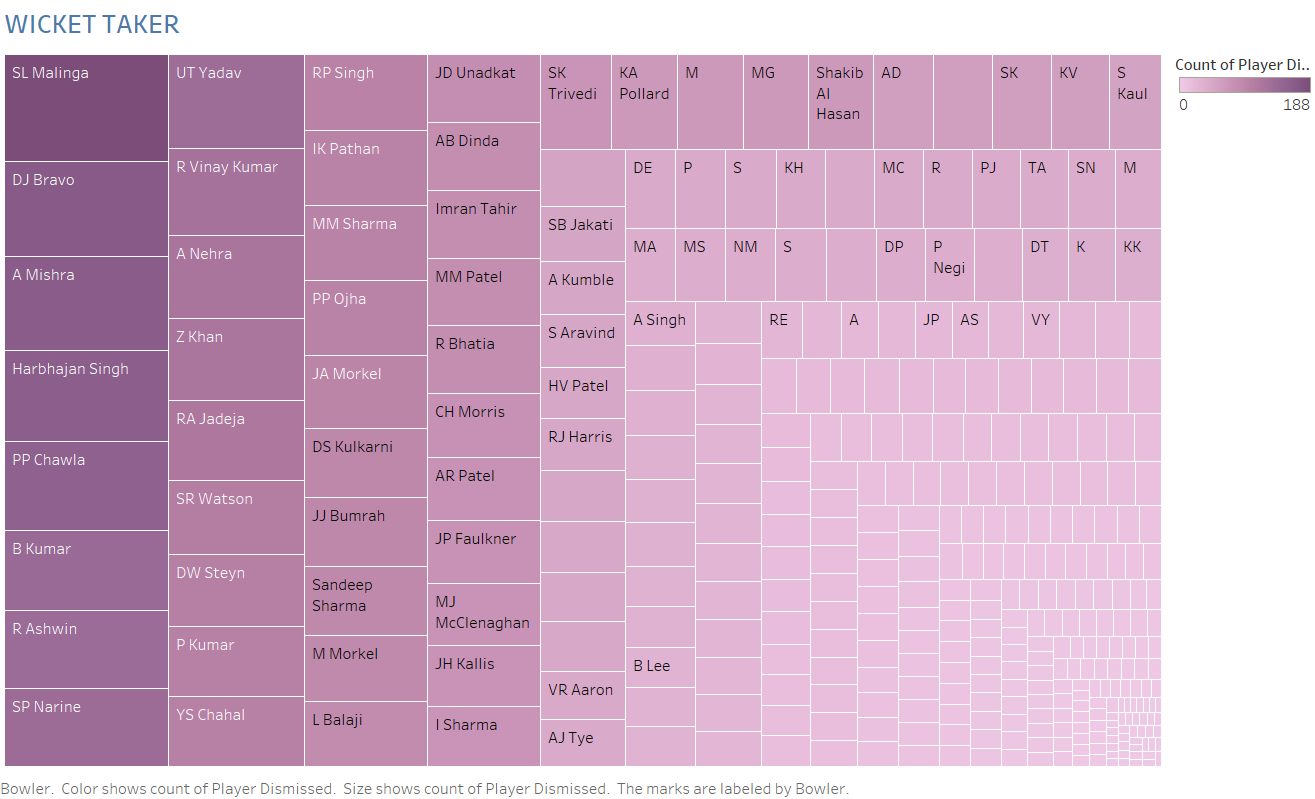 WICKET TAKER
SL Malinga
DJ Bravo
A Mishra
Harbhajan Singh
PP Chawla
B Kumar
R Ashwin
SP Narine
UT Yadav
R Vinay Kumar
A Nehra
Z Khan
RA Jadeja
SR Watson
DW Steyn
P Kumar
YS Chahal
RP Singh
IK Pathan
MM Sharma
PP Ojha
JA Morkel
DS Kulkarni
JJ Bumrah
Sandeep
Sharma
M Morkel
L Balaji
JD Unadkat
AB Dinda
Imran Tahir
MM Patel
R Bhatia
CH Morris
AR Patel
JP Faulkner
MJ
McClenaghan
JH Kallis
I Sharma
SK
Trivedi
KA
Pollard
M
MG
Shakib
Al
Hasan
AD
SK
KV
S
Kaul
SB Jakati
A Kumble
S Aravind
HV Patel
RJ Harris
VR Aaron
AJ Tye
DE
P
S
KH
MC
R
PJ
TA
SN
M
MA
MS
NM
S
DP
P
Negi
DT
K
KK
A Singh
B Lee
RE
A
JP
AS
VY
Count of Player Di..
0
188
Bowler. Color shows count of Player Dismissed. Size shows count of Player Dismissed. The marks are labeled by Bowler.